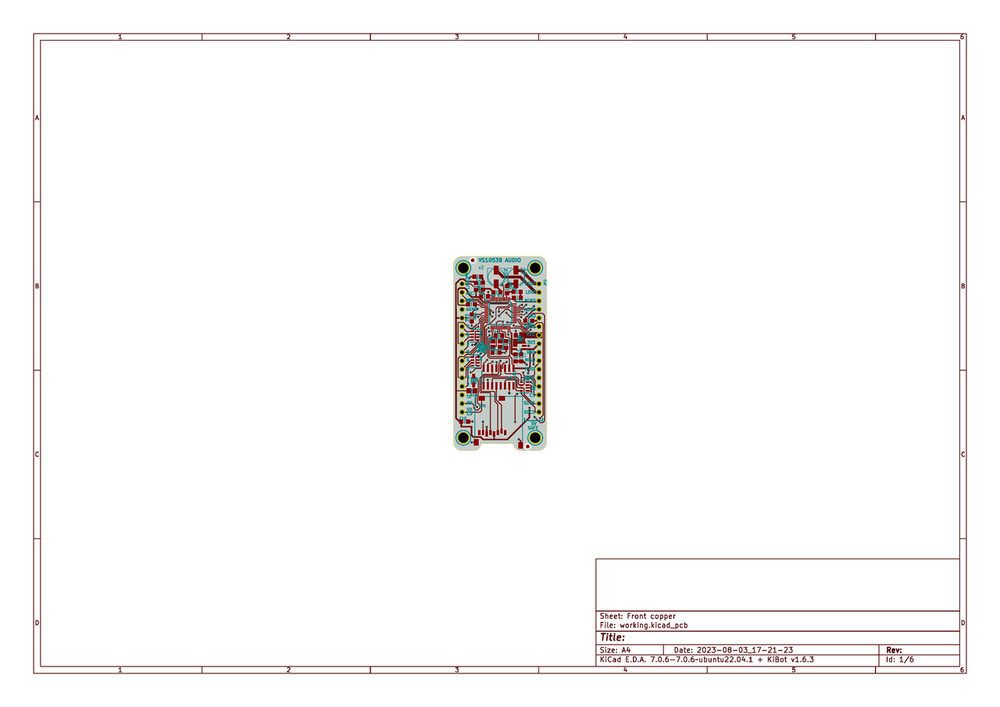 1 2 3 4 5 6
A A
VS1053B AUDIO
v2
B B
C C
D D
Sheet: Front copper
File: working.kicad_pcb
Title:
Size: A4 Date: 2023-08-03_17-21-23 Rev:
KiCad E.D.A. 7.0.6-7.0.6-ubuntu22.04.1 + KiBot v1.6.3 Id: 1/6
1 2 3 4 5 6